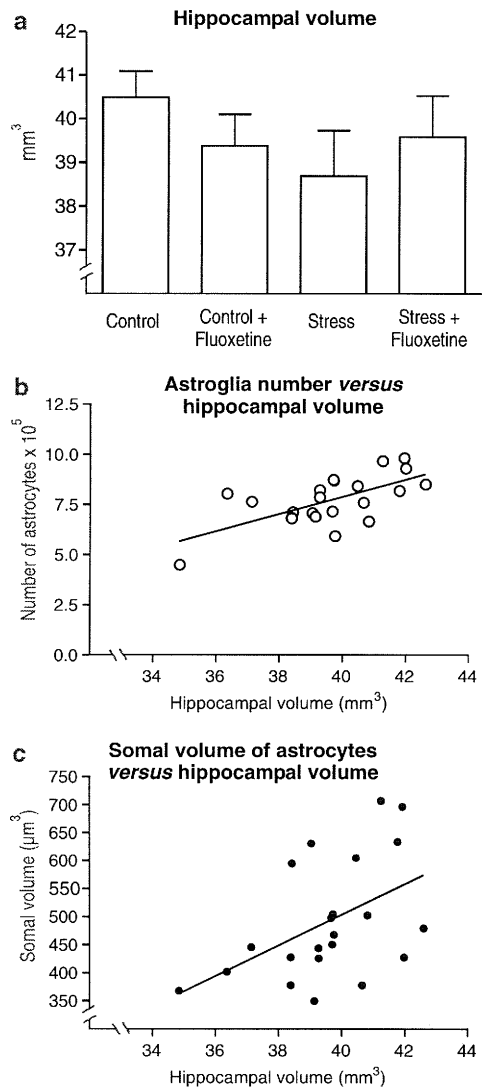 a
Hippocampal volume
42
41
40
39
38
37
mm³
Control
Control +
Fluoxetine
Stress
Stress +
Fluoxetine
b
Astroglia number versus
hippocampal volume
12.5
10.0
7.5
5.0
2.5
0.0
Number of astrocytes x 10⁵
34 36 38 40 42 44
Hippocampal volume (mm³)
c
Somal volume of astrocytes
versus hippocampal volume
750
700
650
600
550
500
450
400
350
Somal volume (µm³)
34 36 38 40 42 44
Hippocampal volume (mm³)